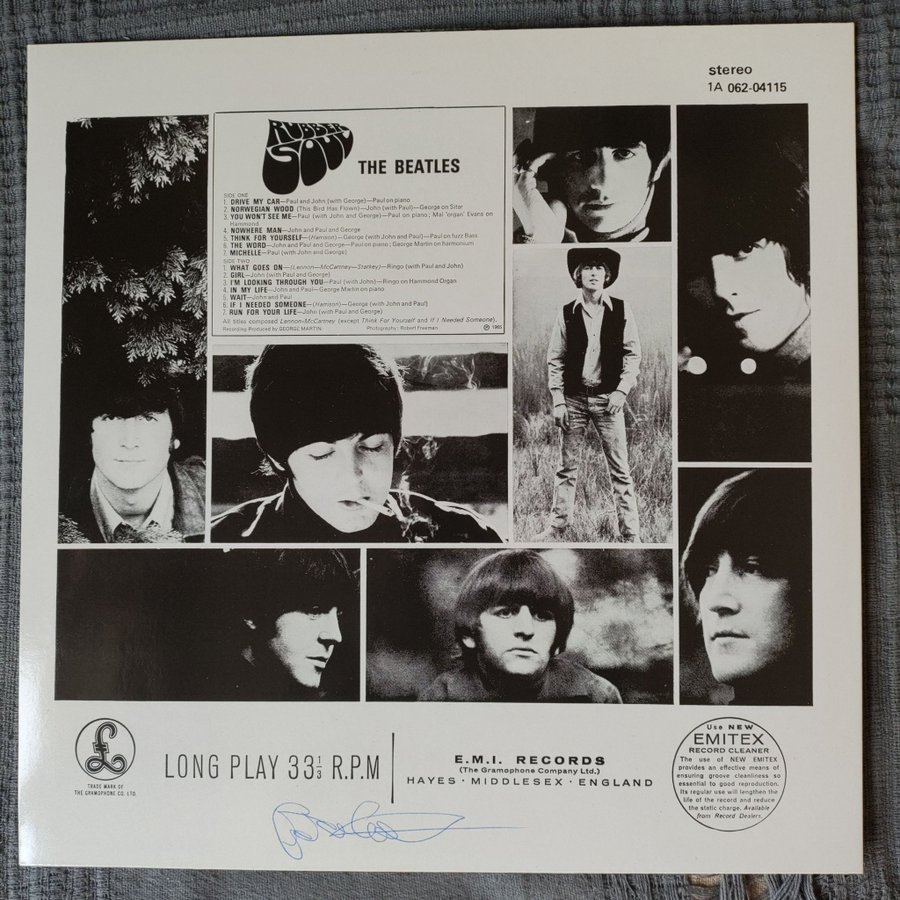 stereo
1A 062-04115
RUBBER SOUL
THE BEATLES
SIDE ONE
1. DRIVE MY CAR—Paul and John (with George)—Paul on piano
2. NORWEGIAN WOOD (This Bird Has Flown)—John (with Paul)—George on Sitar
3. YOU WON'T SEE ME—Paul (with John and George)—Paul on piano; Mal 'organ' Evans on
Hammond
4. NOWHERE MAN—John and Paul and George
5. THINK FOR YOURSELF—(Harrison)—George (with John and Paul)—Paul on fuzz Bass
6. THE WORD—John and Paul and George—Paul on piano; George Martin on harmonium
7. MICHELLE—Paul (with John and George)
SIDE TWO
1. WHAT GOES ON—(Lennon—McCartney—Starkey)—Ringo (with Paul and John)
2. GIRL—John (with Paul and George)
3. I'M LOOKING THROUGH YOU—Paul (with John)—Ringo on Hammond Organ
4. IN MY LIFE—John and Paul—George Martin on piano
5. WAIT—John and Paul
6. IF I NEEDED SOMEONE—(Harrison)—George (with John and Paul)
7. RUN FOR YOUR LIFE—John (with Paul and George)
All titles composed Lennon-McCartney (except Think For Yourself and If I Needed Someone).
Recording Produced by GEORGE MARTIN Photography: Robert Freeman ℗ 1965
£
TRADE MARK OF
THE GRAMOPHONE CO. LTD.
LONG PLAY 33⅓ R.P.M
E.M.I. RECORDS
(The Gramophone Company Ltd.)
HAYES · MIDDLESEX · ENGLAND
Use NEW
EMITEX
RECORD CLEANER
The use of NEW EMITEX
provides an effective means of
ensuring groove cleanliness so
essential to good reproduction.
Its regular use will lengthen the
life of the record and reduce
the static charge. Available
from Record Dealers.